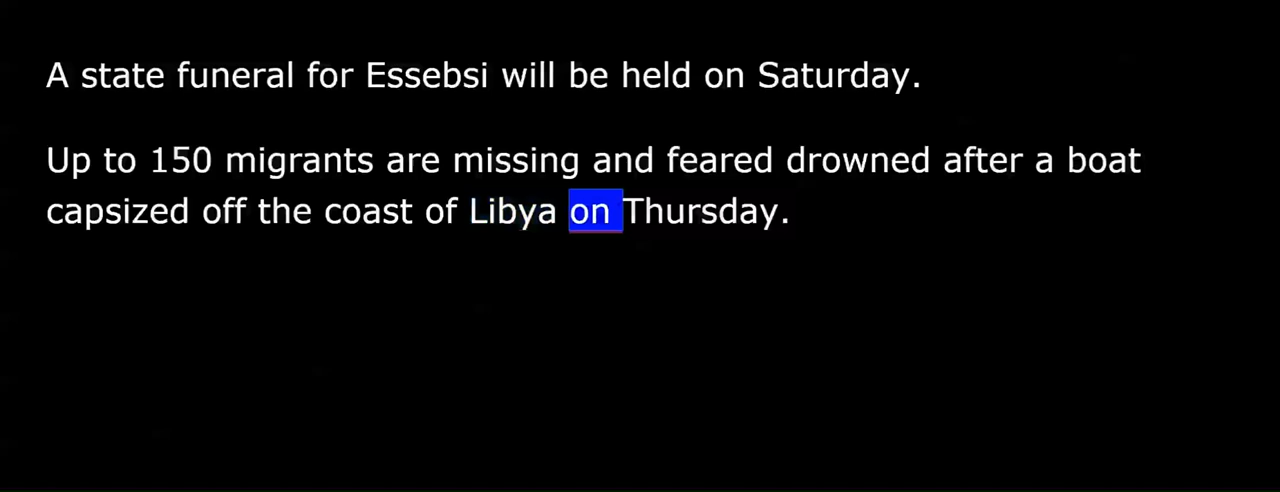 A state funeral for Essebsi will be held on Saturday.
Up to 150 migrants are missing and feared drowned after a boat
capsized off the coast of Libya on Thursday.